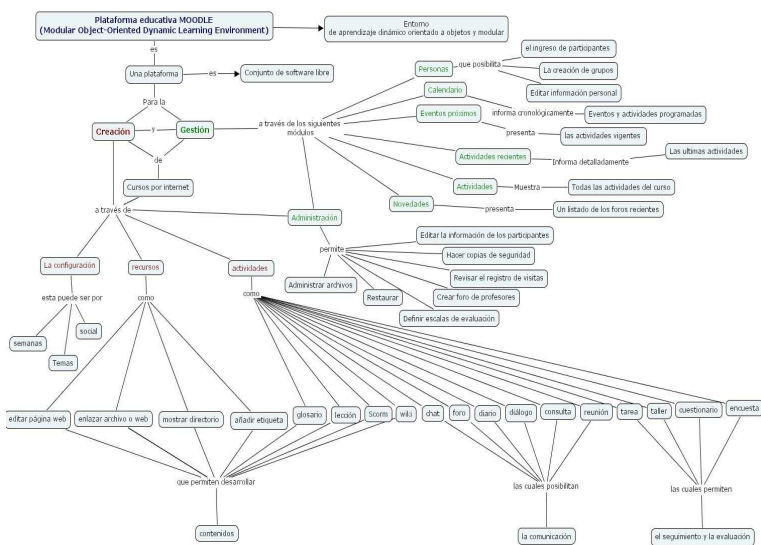 Plataforma educativa MOODLE
(Modular Object-Oriented Dynamic Learning Environment)
Entorno
de aprendizaje dinámico orientado a objetos y modular
es
Una plataforma
es
Conjunto de software libre
Para la
Creación
y
Gestión
de
Cursos por internet
a través de los siguientes
módulos
Personas
que posibilita
el ingreso de participantes
La creación de grupos
Editar información personal
Calendario
informa cronológicamente
Eventos y actividades programadas
Eventos próximos
presenta
las actividades vigentes
Actividades recientes
Informa detalladamente
Las ultimas actividades
Actividades
Muestra
Todas las actividades del curso
Novedades
presenta
Un listado de los foros recientes
a través de
Administración
permite
Editar la información de los participantes
Hacer copias de seguridad
Revisar el registro de visitas
Crear foro de profesores
Definir escalas de evaluación
Restaurar
Administrar archivos
La configuración
esta puede ser por
semanas
Temas
social
recursos
como
actividades
como
editar página web
enlazar archivo o web
mostrar directorio
añadir etiqueta
glosario
lección
Scorm
wiki
chat
foro
diario
diálogo
consulta
reunión
tarea
taller
cuestionario
encuesta
que permiten desarrollar
contenidos
las cuales posibilitan
la comunicación
las cuales permiten
el seguimiento y la evaluación